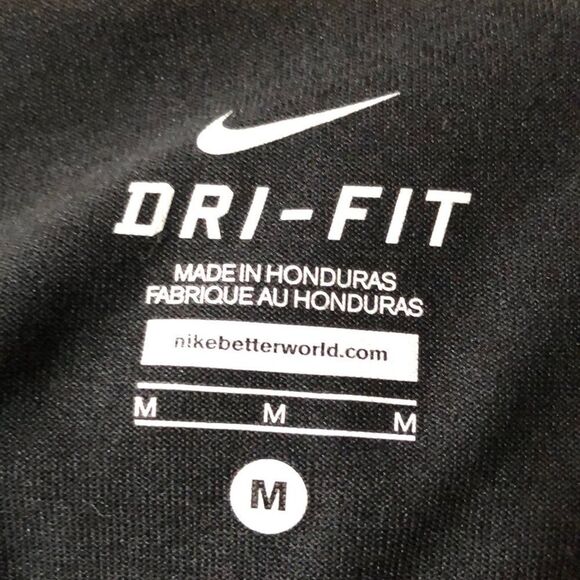 DRI-FIT
MADE IN HONDURAS
FABRIQUE AU HONDURAS
nikebetterworld.com
M M M
M